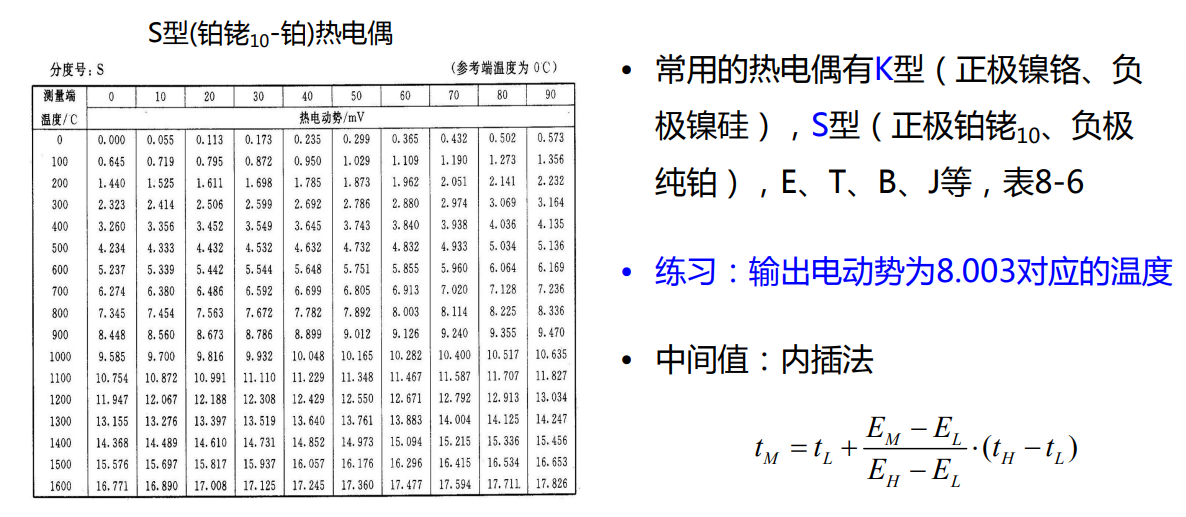 S型(铂铑10-铂)热电偶
分度号：S (参考端温度为 0℃)
测量端 0 10 20 30 40 50 60 70 80 90
温度/℃ 热电动势/mV
0 0.000 0.055 0.113 0.173 0.235 0.299 0.365 0.432 0.502 0.573
100 0.645 0.719 0.795 0.872 0.950 1.029 1.109 1.190 1.273 1.356
200 1.440 1.525 1.611 1.698 1.785 1.873 1.962 2.051 2.141 2.232
300 2.323 2.414 2.506 2.599 2.692 2.786 2.880 2.974 3.069 3.164
400 3.260 3.356 3.452 3.549 3.645 3.743 3.840 3.938 4.036 4.135
500 4.234 4.333 4.432 4.532 4.632 4.732 4.832 4.933 5.034 5.136
600 5.237 5.339 5.442 5.544 5.648 5.751 5.855 5.960 6.064 6.169
700 6.274 6.380 6.486 6.592 6.699 6.805 6.913 7.020 7.128 7.236
800 7.345 7.454 7.563 7.672 7.782 7.892 8.003 8.114 8.225 8.336
900 8.448 8.560 8.673 8.786 8.899 9.012 9.126 9.240 9.355 9.470
1000 9.585 9.700 9.816 9.932 10.048 10.165 10.282 10.400 10.517 10.635
1100 10.754 10.872 10.991 11.110 11.229 11.348 11.467 11.587 11.707 11.827
1200 11.947 12.067 12.188 12.308 12.429 12.550 12.671 12.792 12.913 13.034
1300 13.155 13.276 13.397 13.519 13.640 13.761 13.883 14.004 14.125 14.247
1400 14.368 14.489 14.610 14.731 14.852 14.973 15.094 15.215 15.336 15.456
1500 15.576 15.697 15.817 15.937 16.057 16.176 16.296 16.415 16.534 16.653
1600 16.771 16.890 17.008 17.125 17.245 17.360 17.477 17.594 17.711 17.826
• 常用的热电偶有K型（正极镍铬、负
极镍硅），S型（正极铂铑10、负极
纯铂），E、T、B、J等，表8-6
• 练习：输出电动势为8.003对应的温度
• 中间值：内插法
t_M = t_L + (E_M − E_L)/(E_H − E_L) · (t_H − t_L)